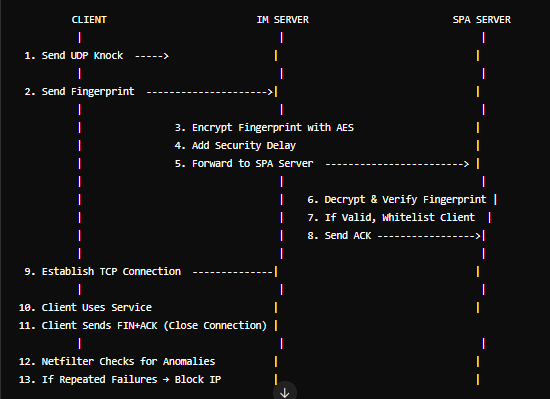 CLIENT IM SERVER SPA SERVER
1. Send UDP Knock ----->
2. Send Fingerprint --------------------->|
3. Encrypt Fingerprint with AES
4. Add Security Delay
5. Forward to SPA Server ------------------------>
6. Decrypt & Verify Fingerprint |
7. If Valid, Whitelist Client |
8. Send ACK ----------------->|
9. Establish TCP Connection --------------|
10. Client Uses Service
11. Client Sends FIN+ACK (Close Connection)
12. Netfilter Checks for Anomalies
13. If Repeated Failures → Block IP